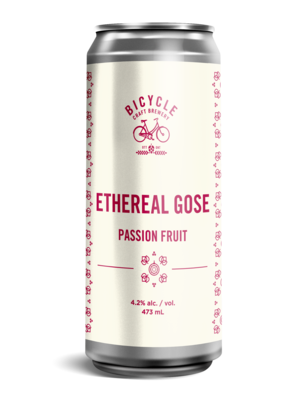 BICYCLE
CRAFT BREWERY
ETHEREAL GOSE
PASSION FRUIT
4.2% alc. / vol.
473 mL